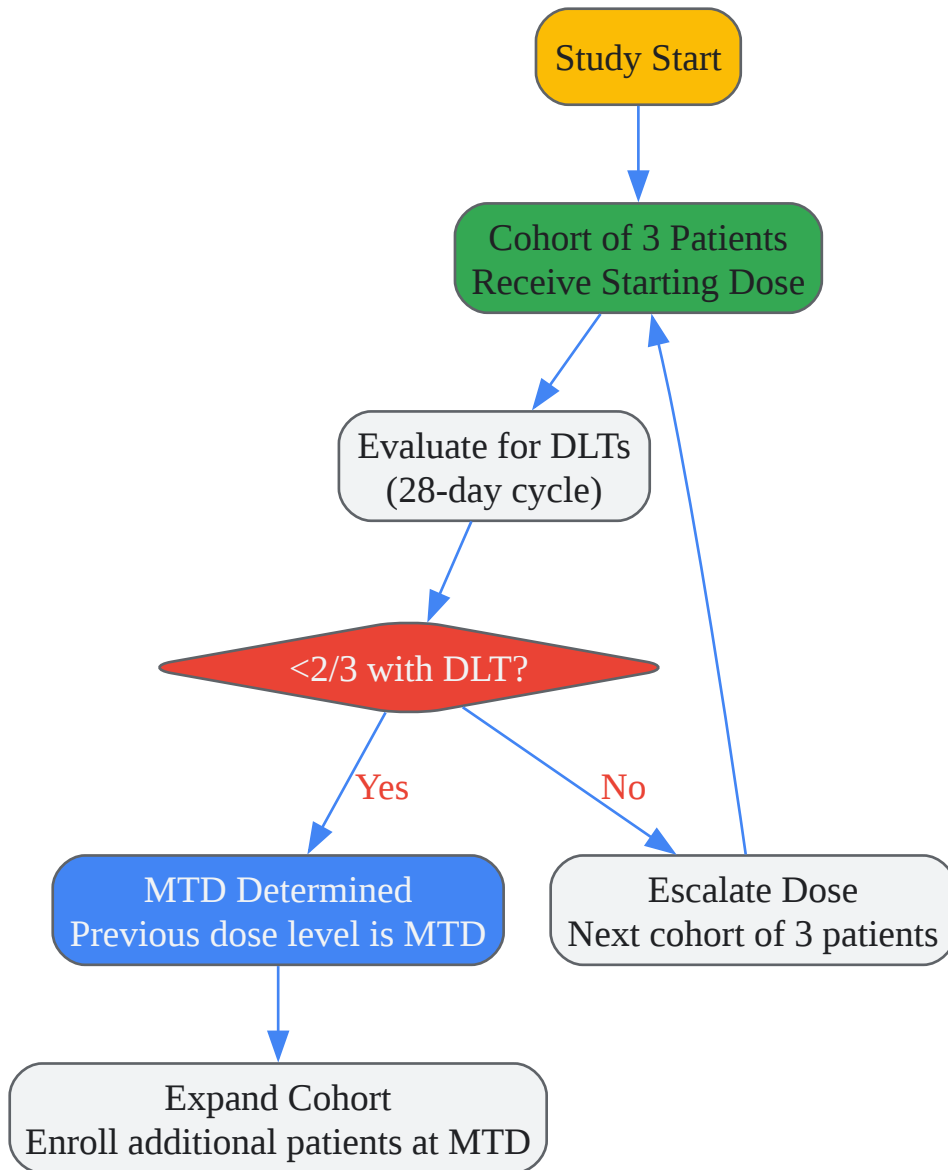 Study Start
Cohort of 3 Patients
Receive Starting Dose
Evaluate for DLTs
(28-day cycle)
<2/3 with DLT?
Yes
No
MTD Determined
Previous dose level is MTD
Escalate Dose
Next cohort of 3 patients
Expand Cohort
Enroll additional patients at MTD